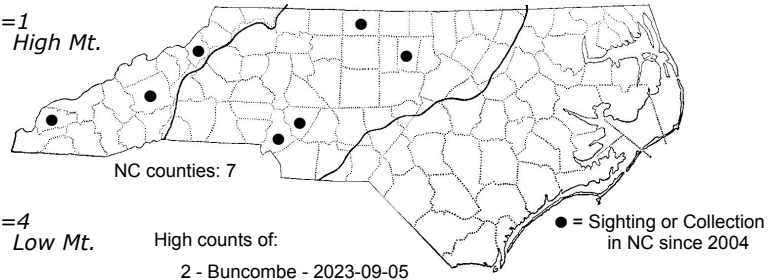 =1
High Mt.
NC counties: 7
=4
Low Mt.
High counts of:
2 - Buncombe - 2023-09-05
● = Sighting or Collection
in NC since 2004